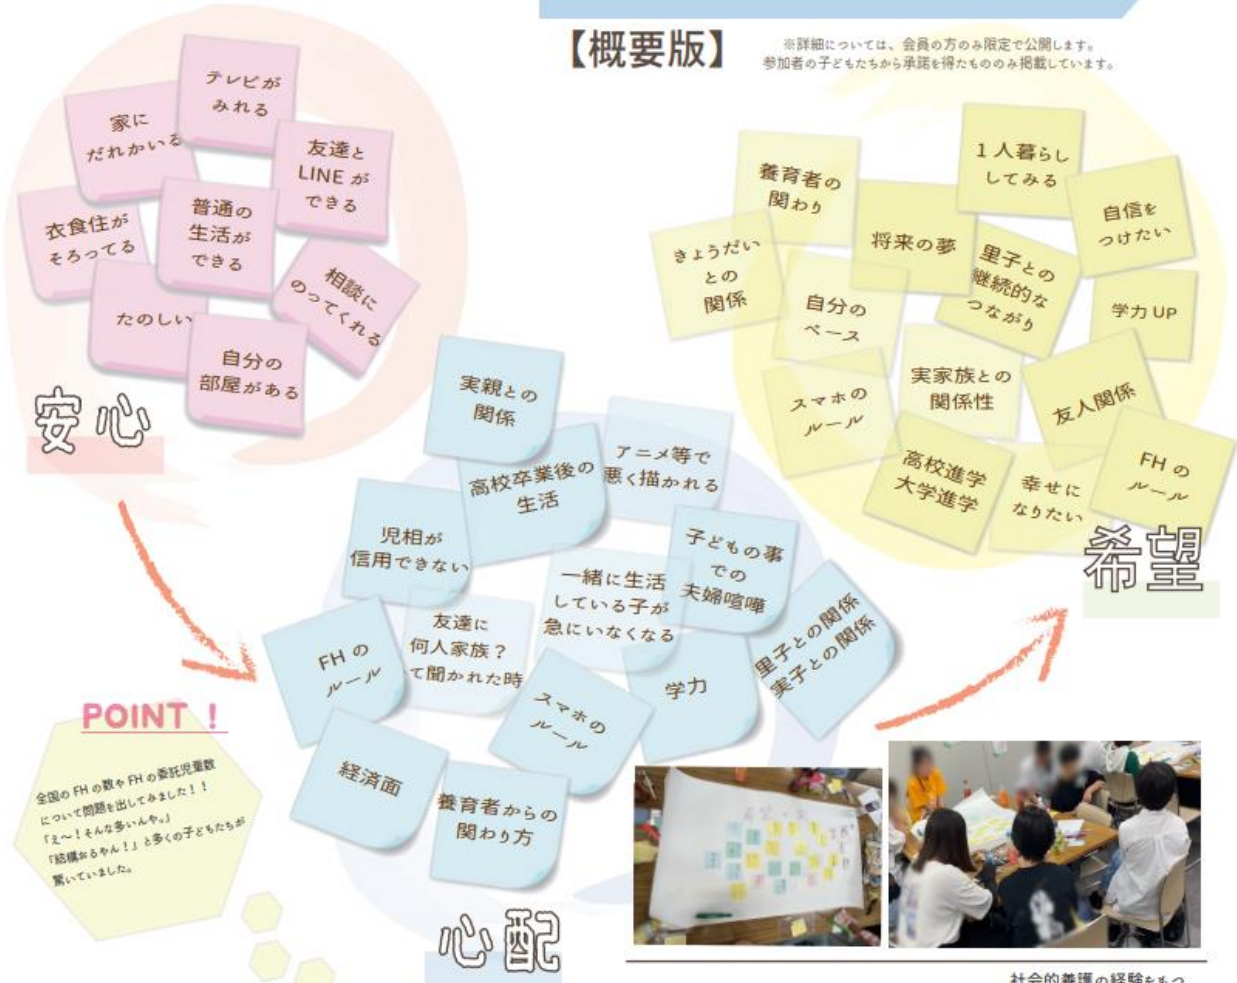 【概要版】
※詳細については、会員の方のみ限定で公開します。
参加者の子どもたちから承諾を得たもののみ掲載しています。
テレビが
みれる
家に
だれかいる
友達と
LINEが
できる
衣食住が
そろってる
普通の
生活が
できる
相談に
のってくれる
たのしい
自分の
部屋がある
安心
養育者の
関わり
1人暮らし
してみる
自信を
つけたい
きょうだい
との
関係
将来の夢
里子との
継続的な
つながり
自分の
ペース
学力UP
スマホの
ルール
実家族との
関係性
友人関係
高校進学
大学進学
幸せに
なりたい
FHの
ルール
希望
実親との
関係
高校卒業後の
生活
アニメ等で
悪く描かれる
児相が
信用できない
一緒に生活
している子が
急にいなくなる
子どもの事
での
夫婦喧嘩
里子との関係
実子との関係
FHの
ルール
友達に
何人家族?
て聞かれた時
スマホの
ルール
学力
経済面
養育者からの
関わり方
心配
POINT!
全国のFHの数やFHの委託児童数
について問題を出してみました!!
「え〜!そんな多いんや。」
「結構おるやん!」と多くの子どもたちが
驚いていました。
社会的養護の経験をもつ